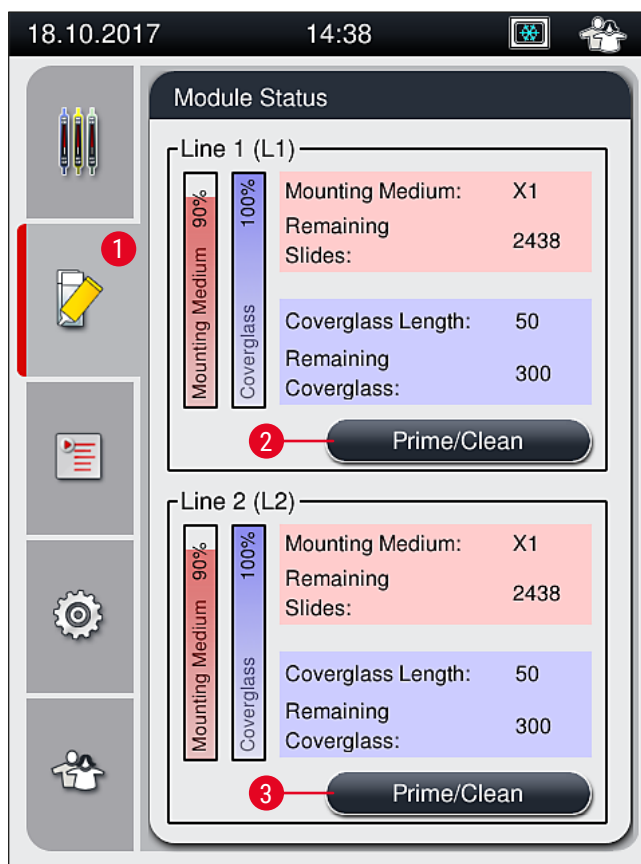 18.10.2017 14:38
Module Status
1
Line 1 (L1)
Mounting Medium 90%
Coverglass 100%
Mounting Medium: X1
Remaining
Slides: 2438
Coverglass Length: 50
Remaining
Coverglass: 300
2 Prime/Clean
Line 2 (L2)
Mounting Medium 90%
Coverglass 100%
Mounting Medium: X1
Remaining
Slides: 2438
Coverglass Length: 50
Remaining
Coverglass: 300
3 Prime/Clean